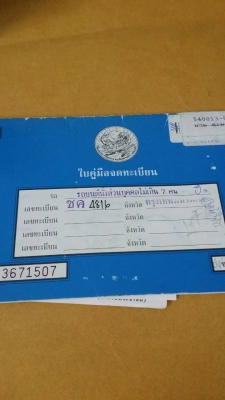 540013-
ใบคู่มือจดทะเบียน
รถ รถยนต์นั่งส่วนบุคคลไม่เกิน 7 คน
เลขทะเบียน ชค 4816 จังหวัด กรุงเทพมหานคร
เลขทะเบียน จังหวัด
เลขทะเบียน จังหวัด
เลขทะเบียน จังหวัด
3671507